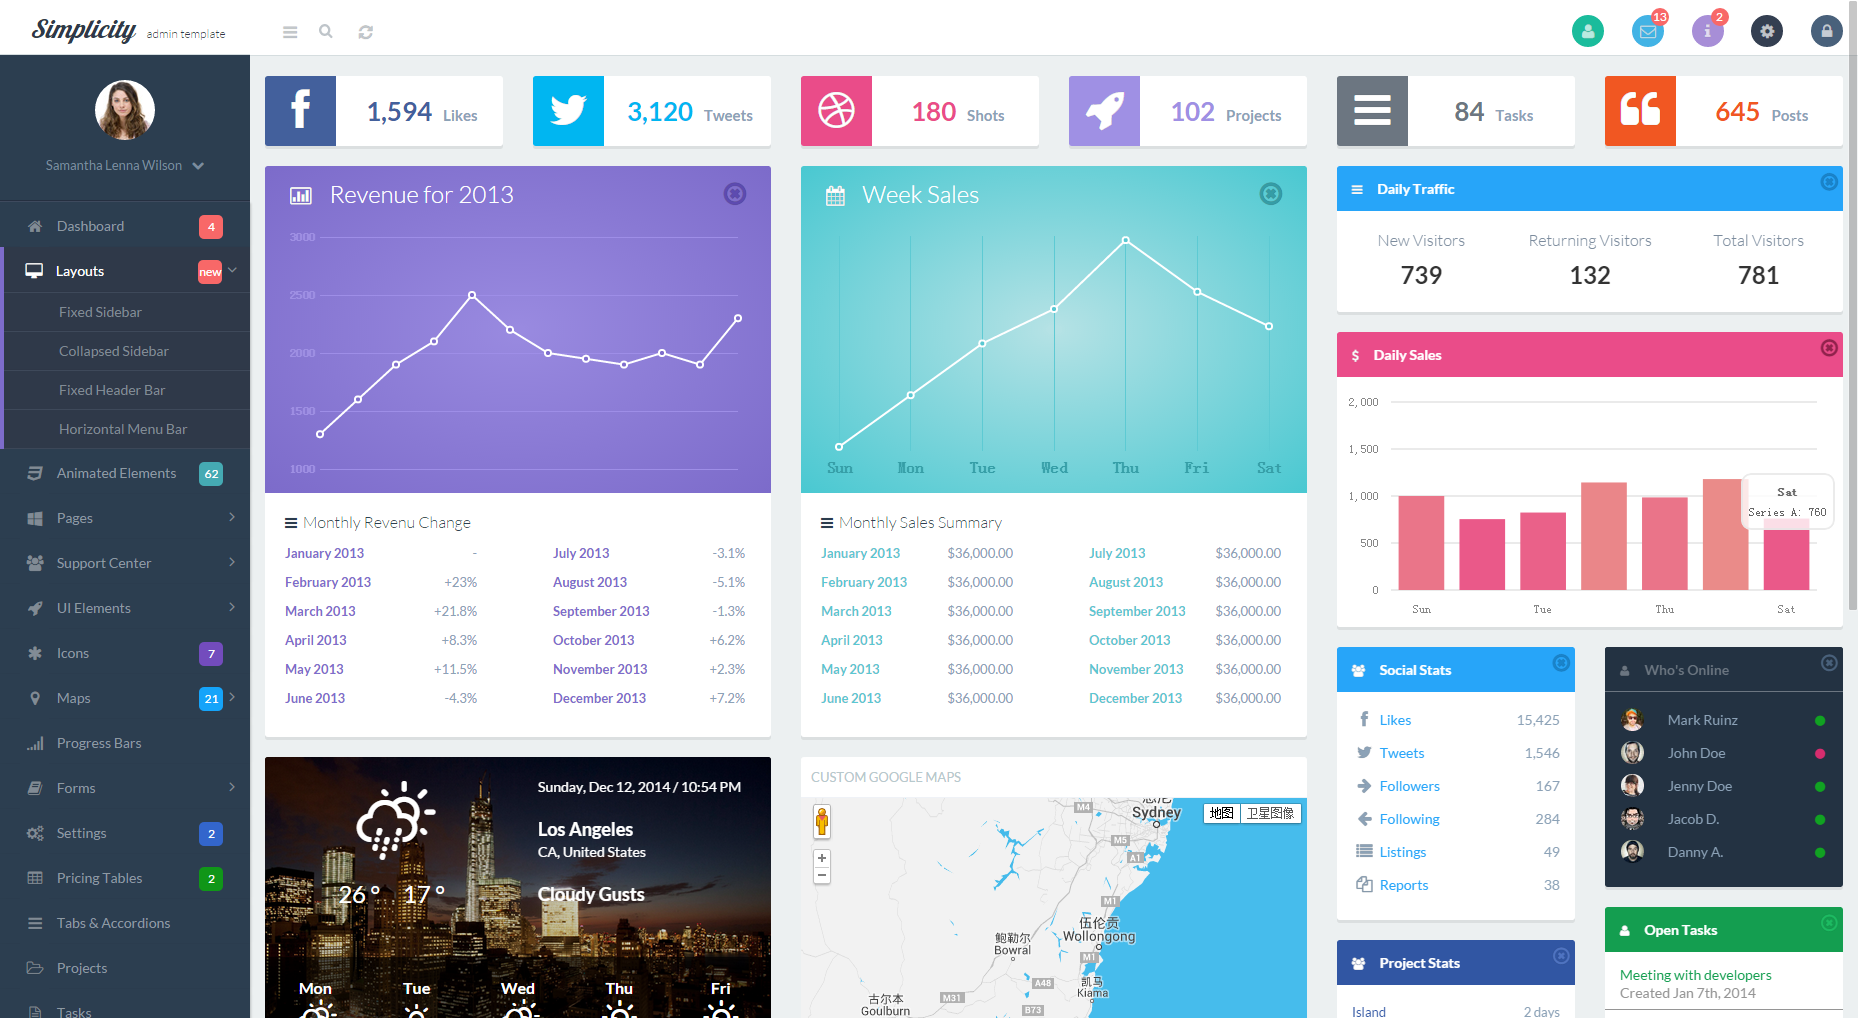 Simplicity admin template
13
2
Samantha Lenna Wilson
Dashboard 4
Layouts new
Fixed Sidebar
Collapsed Sidebar
Fixed Header Bar
Horizontal Menu Bar
Animated Elements 62
Pages
Support Center
UI Elements
Icons 7
Maps 21
Progress Bars
Forms
Settings 2
Pricing Tables 2
Tabs & Accordions
Projects
Tasks
1,594 Likes
3,120 Tweets
180 Shots
102 Projects
84 Tasks
645 Posts
Revenue for 2013
3000
2500
2000
1500
1000
Monthly Revenu Change
January 2013 - July 2013 -3.1%
February 2013 +23% August 2013 -5.1%
March 2013 +21.8% September 2013 -1.3%
April 2013 +8.3% October 2013 +6.2%
May 2013 +11.5% November 2013 +2.3%
June 2013 -4.3% December 2013 +7.2%
Week Sales
Sun Mon Tue Wed Thu Fri Sat
Monthly Sales Summary
January 2013 $36,000.00 July 2013 $36,000.00
February 2013 $36,000.00 August 2013 $36,000.00
March 2013 $36,000.00 September 2013 $36,000.00
April 2013 $36,000.00 October 2013 $36,000.00
May 2013 $36,000.00 November 2013 $36,000.00
June 2013 $36,000.00 December 2013 $36,000.00
Daily Traffic
New Visitors Returning Visitors Total Visitors
739 132 781
$ Daily Sales
2,000
1,500
1,000
500
0
Sat
Series A: 760
Sun Tue Thu Sat
Sunday, Dec 12, 2014 / 10:54 PM
Los Angeles
CA, United States
26° 17°
Cloudy Gusts
Mon Tue Wed Thu Fri
CUSTOM GOOGLE MAPS
地图 卫星图像
+
−
M4
悉尼
Sydney
M5
A1
M1
伍伦贡
Wollongong
鲍勒尔
Bowral
M1
A48
凯马
Kiama
M31
古尔本
Goulburn
B73
Social Stats
Likes 15,425
Tweets 1,546
Followers 167
Following 284
Listings 49
Reports 38
Who's Online
Mark Ruinz
John Doe
Jenny Doe
Jacob D.
Danny A.
Project Stats
Island 2 days
Open Tasks
Meeting with developers
Created Jan 7th, 2014